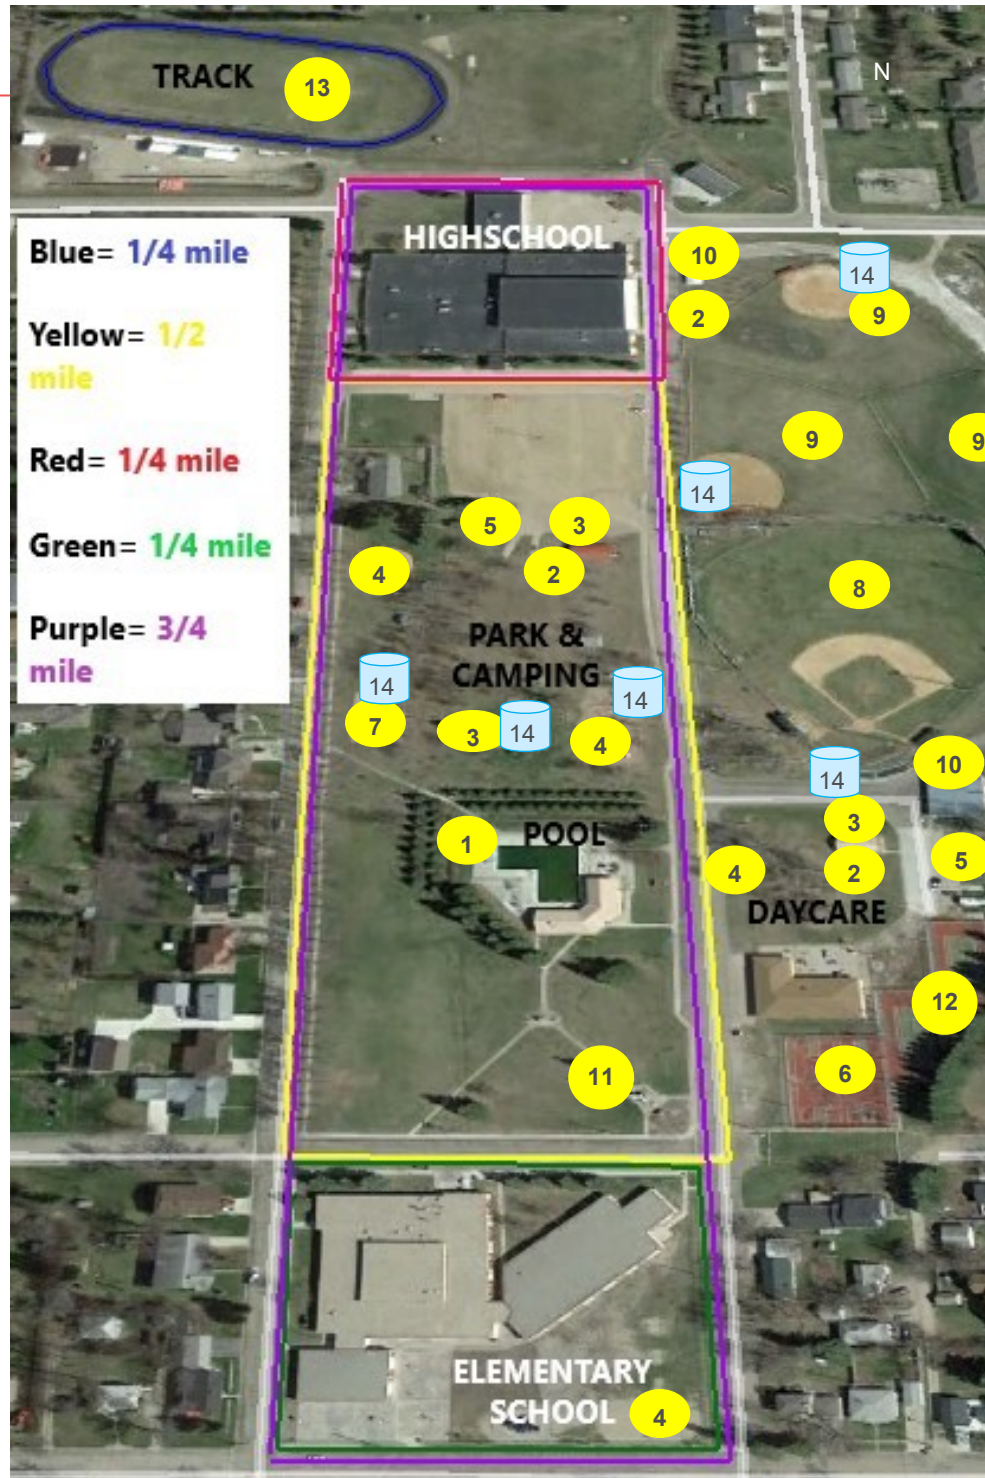 TRACK
13
N
HIGHSCHOOL
Blue= 1/4 mile
Yellow= 1/2
mile
Red= 1/4 mile
Green= 1/4 mile
Purple= 3/4
mile
10
14
2
9
9
9
14
5
3
4
2
8
PARK &
CAMPING
14
14
7
3
14
4
10
14
3
1
POOL
4
2
5
DAYCARE
12
6
11
ELEMENTARY
SCHOOL
4